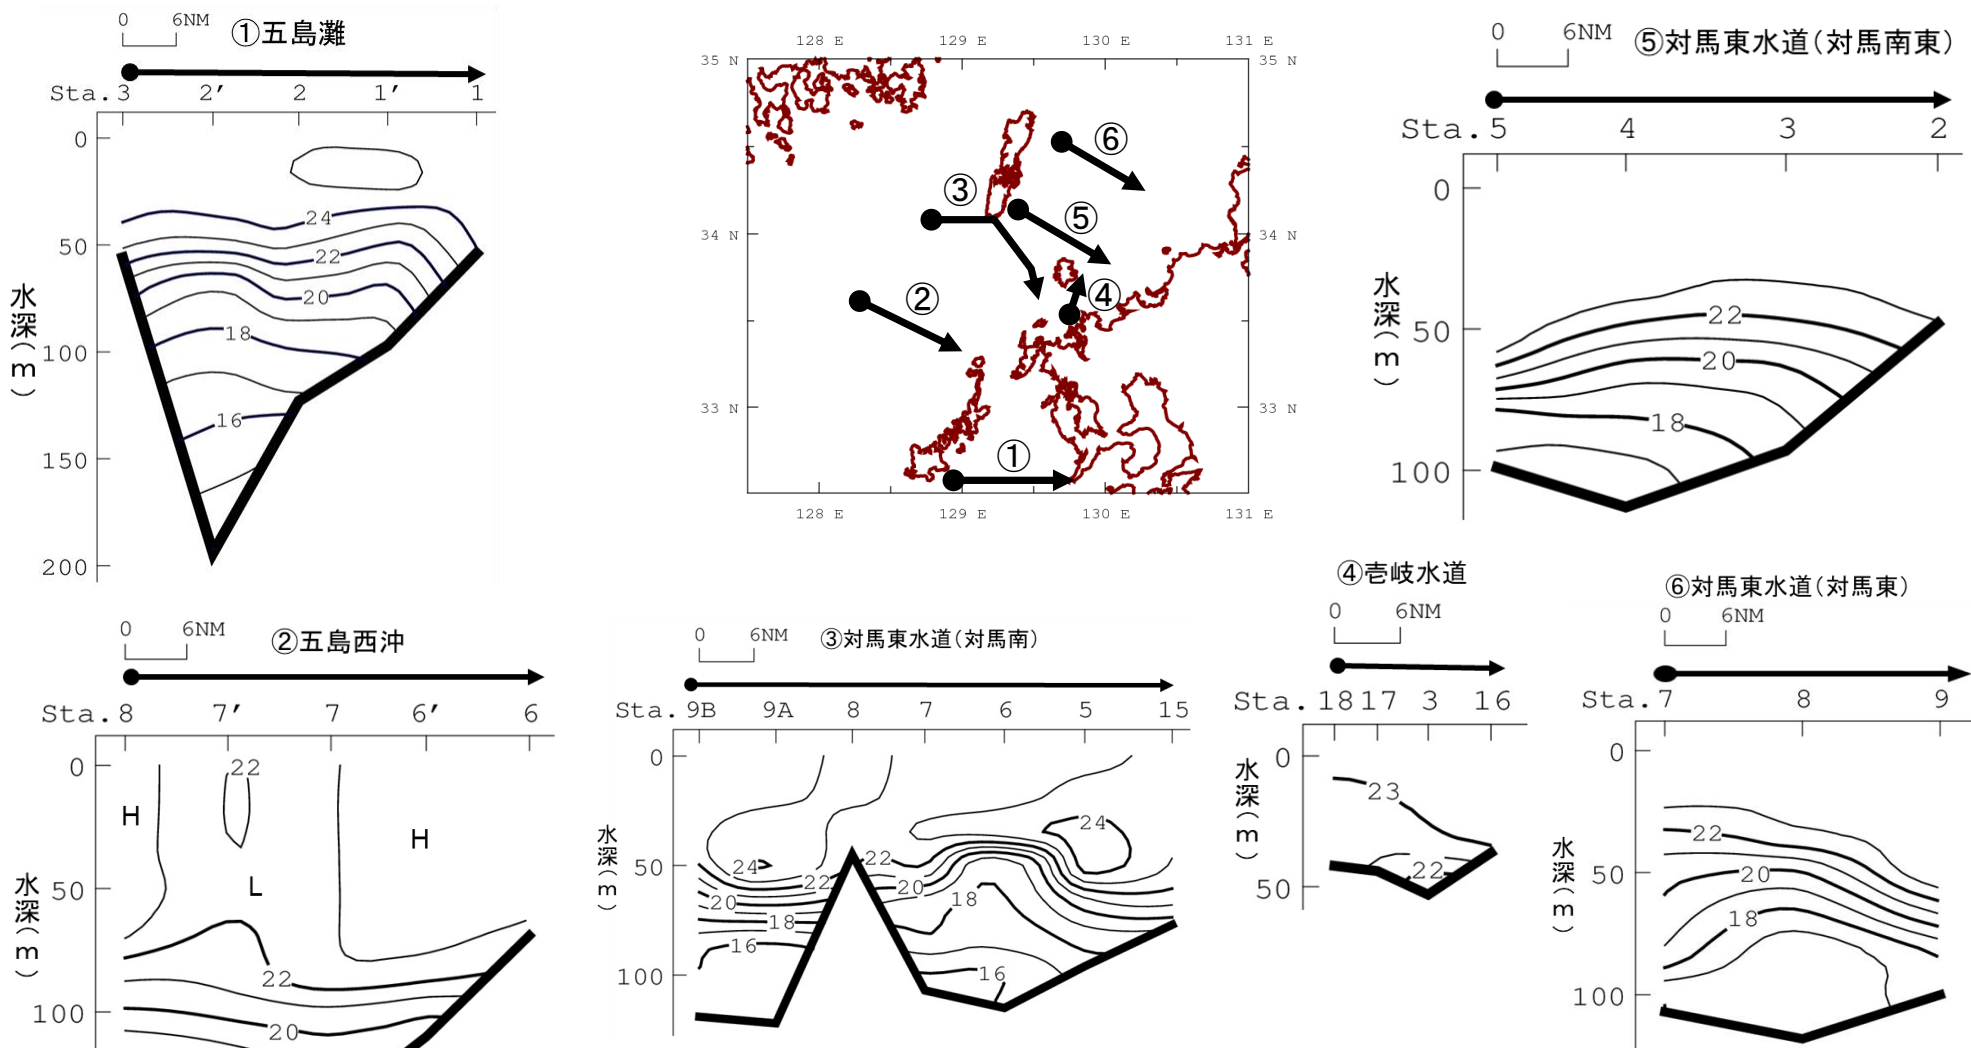 0 6NM ①五島灘
Sta.3 2′ 2 1′ 1
0
50
100
150
200
水深(m)
24
22
20
18
16
128 E 129 E 130 E 131 E
35 N 35 N
34 N 34 N
33 N 33 N
128 E 129 E 130 E 131 E
⑥
③
⑤
②
④
①
0 6NM ⑤対馬東水道(対馬南東)
Sta.5 4 3 2
0
50
100
水深(m)
22
20
18
0 6NM ②五島西沖
Sta.8 7′ 7 6′ 6
0
50
100
水深(m)
22
H
H
L
22
20
0 6NM ③対馬東水道(対馬南)
Sta.9B 9A 8 7 6 5 15
0
50
100
水深(m)
24
24
22
22
20
20
18
18
16
16
④壱岐水道
0 6NM
Sta.18 17 3 16
0
50
水深(m)
23
22
⑥対馬東水道(対馬東)
0 6NM
Sta.7 8 9
0
50
100
水深(m)
22
20
18